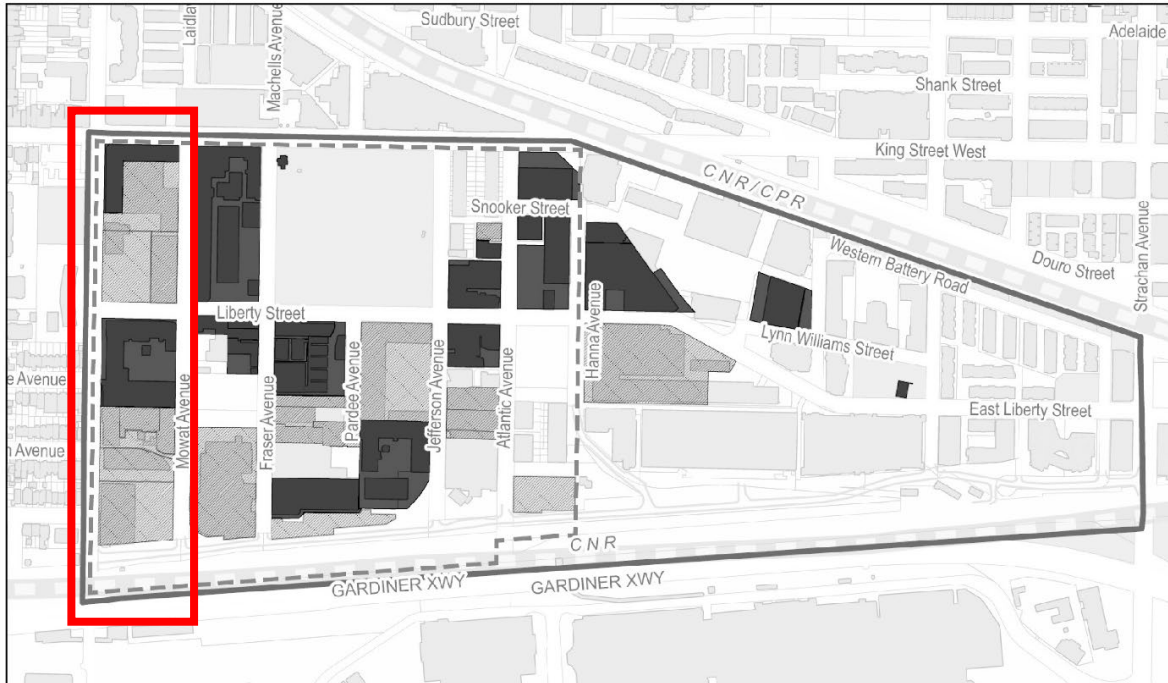 Sudbury Street
Adelaide
Laidlaw
Machells Avenue
Shank Street
King Street West
CNR/CPR
Snooker Street
Western Battery Road
Douro Street
Strachan Avenue
Liberty Street
Hanna Avenue
Lynn Williams Street
Avenue
Mowat Avenue
Fraser Avenue
Pardee Avenue
Jefferson Avenue
Atlantic Avenue
East Liberty Street
Avenue
CNR
GARDINER XWY
GARDINER XWY